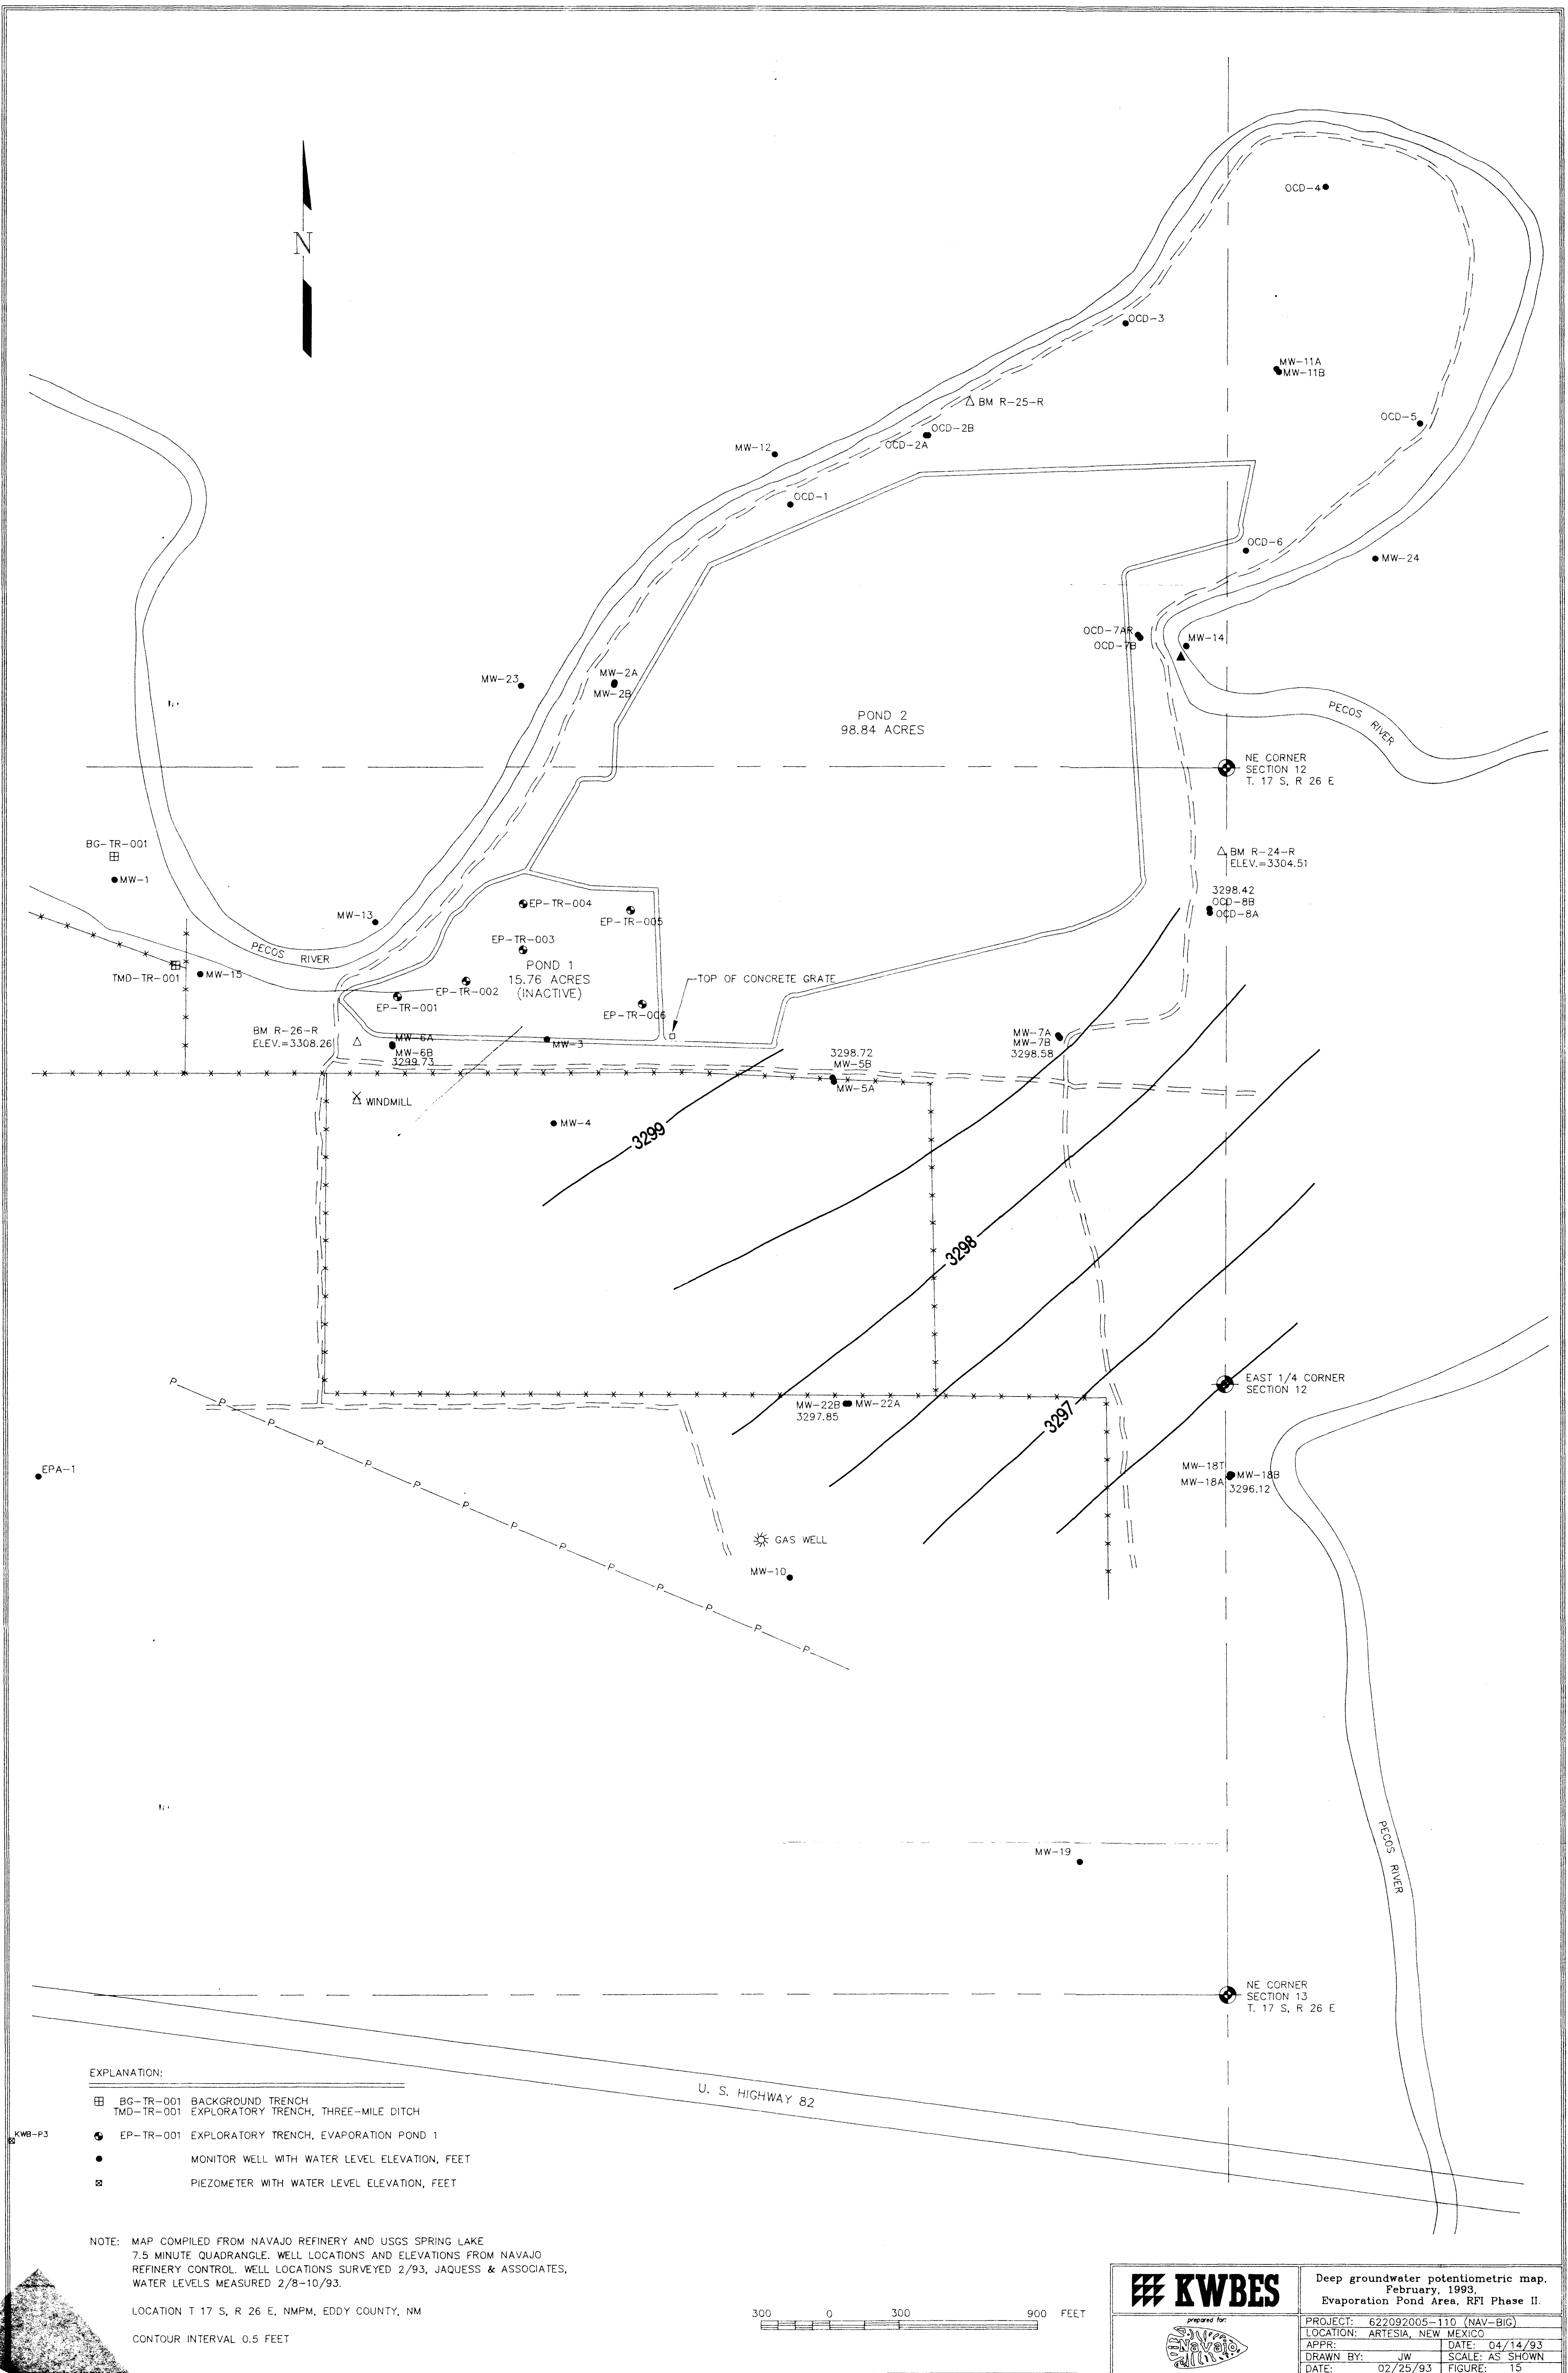 N
OCD-4
OCD-3
MW-11A
MW-11B
BM R-25-R
OCD-5
OCD-2B
OCD-2A
MW-12
OCD-1
OCD-6
MW-24
OCD-7AR
OCD-7B
MW-14
MW-23
MW-2A
MW-2B
PECOS RIVER
POND 2
98.84 ACRES
NE CORNER
SECTION 12
T. 17 S, R 26 E
BG-TR-001
MW-1
BM R-24-R
ELEV.=3304.51
3298.42
OCD-8B
OCD-8A
EP-TR-004
EP-TR-005
MW-13
EP-TR-003
PECOS RIVER
POND 1
15.76 ACRES
(INACTIVE)
TMD-TR-001
MW-15
EP-TR-002
EP-TR-001
EP-TR-006
TOP OF CONCRETE GRATE
BM R-26-R
ELEV.=3308.26
MW-6A
MW-6B
3299.73
MW-3
MW-7A
MW-7B
3298.58
3298.72
MW-5B
MW-5A
WINDMILL
MW-4
3299
3298
P
P
P
P
P
P
P
P
P
P
P
P
P
P
MW-22B
3297.85
MW-22A
3297
EAST 1/4 CORNER
SECTION 12
EPA-1
MW-18T
MW-18A
MW-18B
3296.12
GAS WELL
MW-10
PECOS RIVER
MW-19
NE CORNER
SECTION 13
T. 17 S, R 26 E
U. S. HIGHWAY 82
KWB-P3
EXPLANATION:
BG-TR-001 BACKGROUND TRENCH
TMD-TR-001 EXPLORATORY TRENCH, THREE-MILE DITCH
EP-TR-001 EXPLORATORY TRENCH, EVAPORATION POND 1
MONITOR WELL WITH WATER LEVEL ELEVATION, FEET
PIEZOMETER WITH WATER LEVEL ELEVATION, FEET
NOTE: MAP COMPILED FROM NAVAJO REFINERY AND USGS SPRING LAKE
7.5 MINUTE QUADRANGLE. WELL LOCATIONS AND ELEVATIONS FROM NAVAJO
REFINERY CONTROL. WELL LOCATIONS SURVEYED 2/93, JAQUESS & ASSOCIATES,
WATER LEVELS MEASURED 2/8-10/93.
LOCATION T 17 S, R 26 E, NMPM, EDDY COUNTY, NM
CONTOUR INTERVAL 0.5 FEET
300 0 300 900 FEET
KWBES
prepared for:
Navajo
Deep groundwater potentiometric map,
February, 1993,
Evaporation Pond Area, RFI Phase II.
PROJECT: 622092005-110 (NAV-BIG)
LOCATION: ARTESIA, NEW MEXICO
APPR: DATE: 04/14/93
DRAWN BY: JW SCALE: AS SHOWN
DATE: 02/25/93 FIGURE: 15